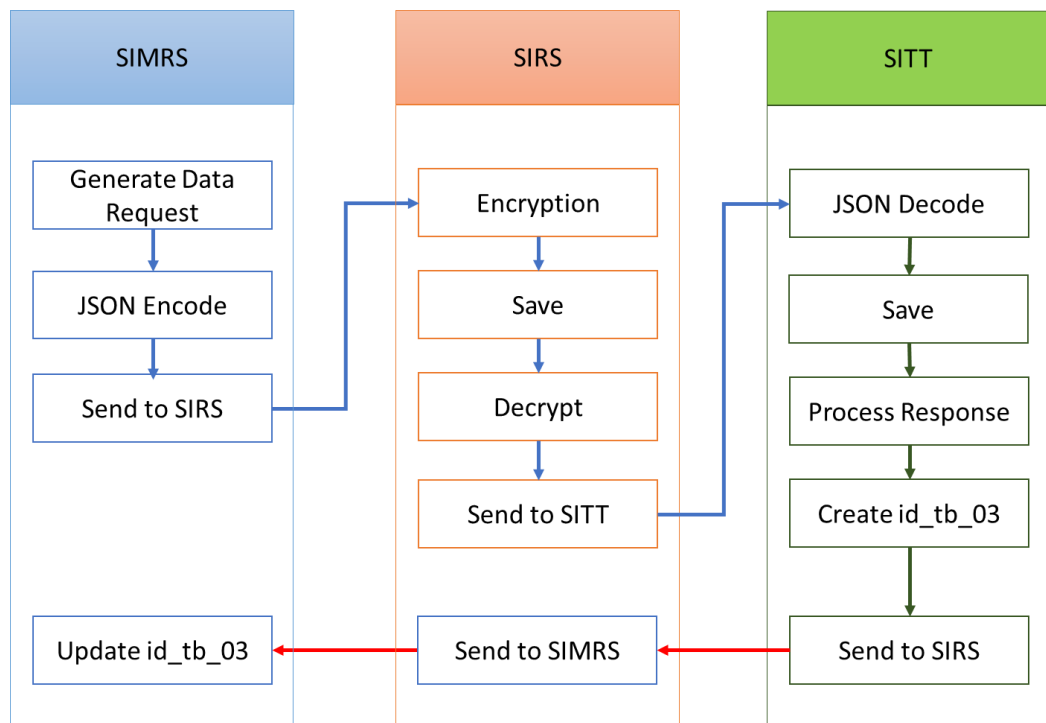 SIMRS
SIRS
SITT
Generate Data
Request
JSON Encode
Send to SIRS
Encryption
Save
Decrypt
Send to SITT
JSON Decode
Save
Process Response
Create id_tb_03
Send to SIRS
Send to SIMRS
Update id_tb_03